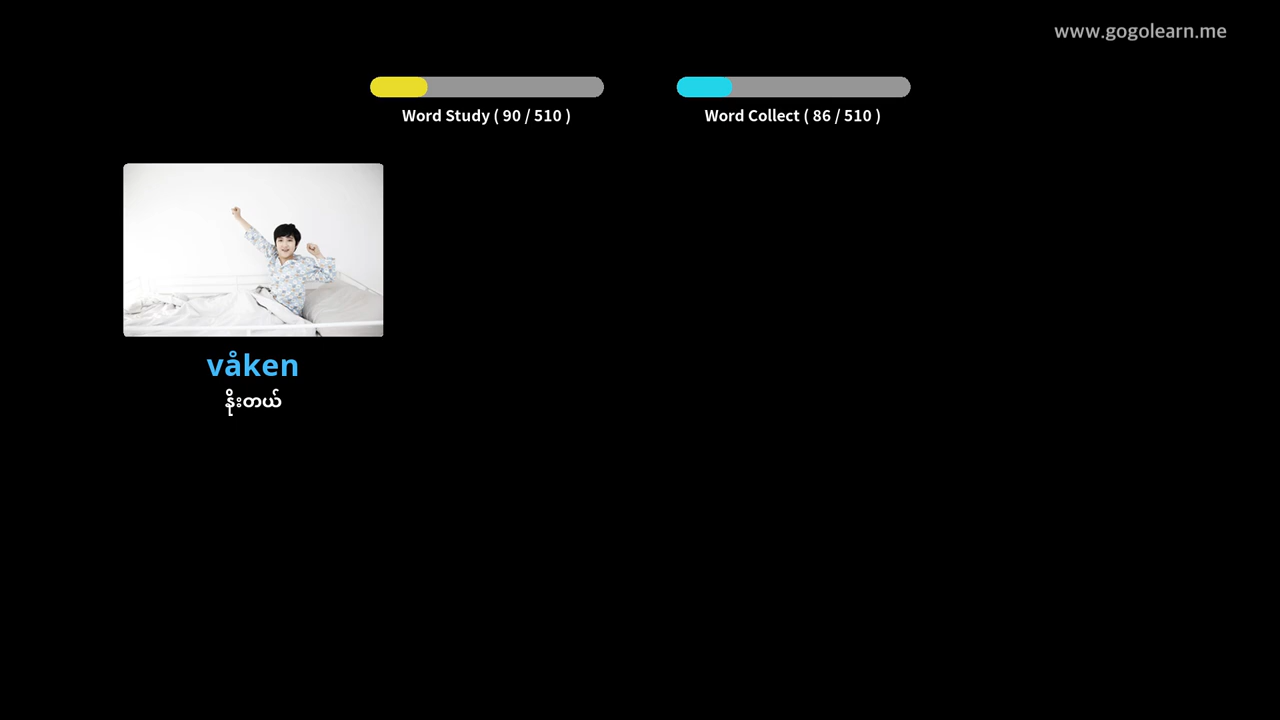 www.gogolearn.me
Word Study ( 90 / 510 )
Word Collect ( 86 / 510 )
våken
နိုးတယ်